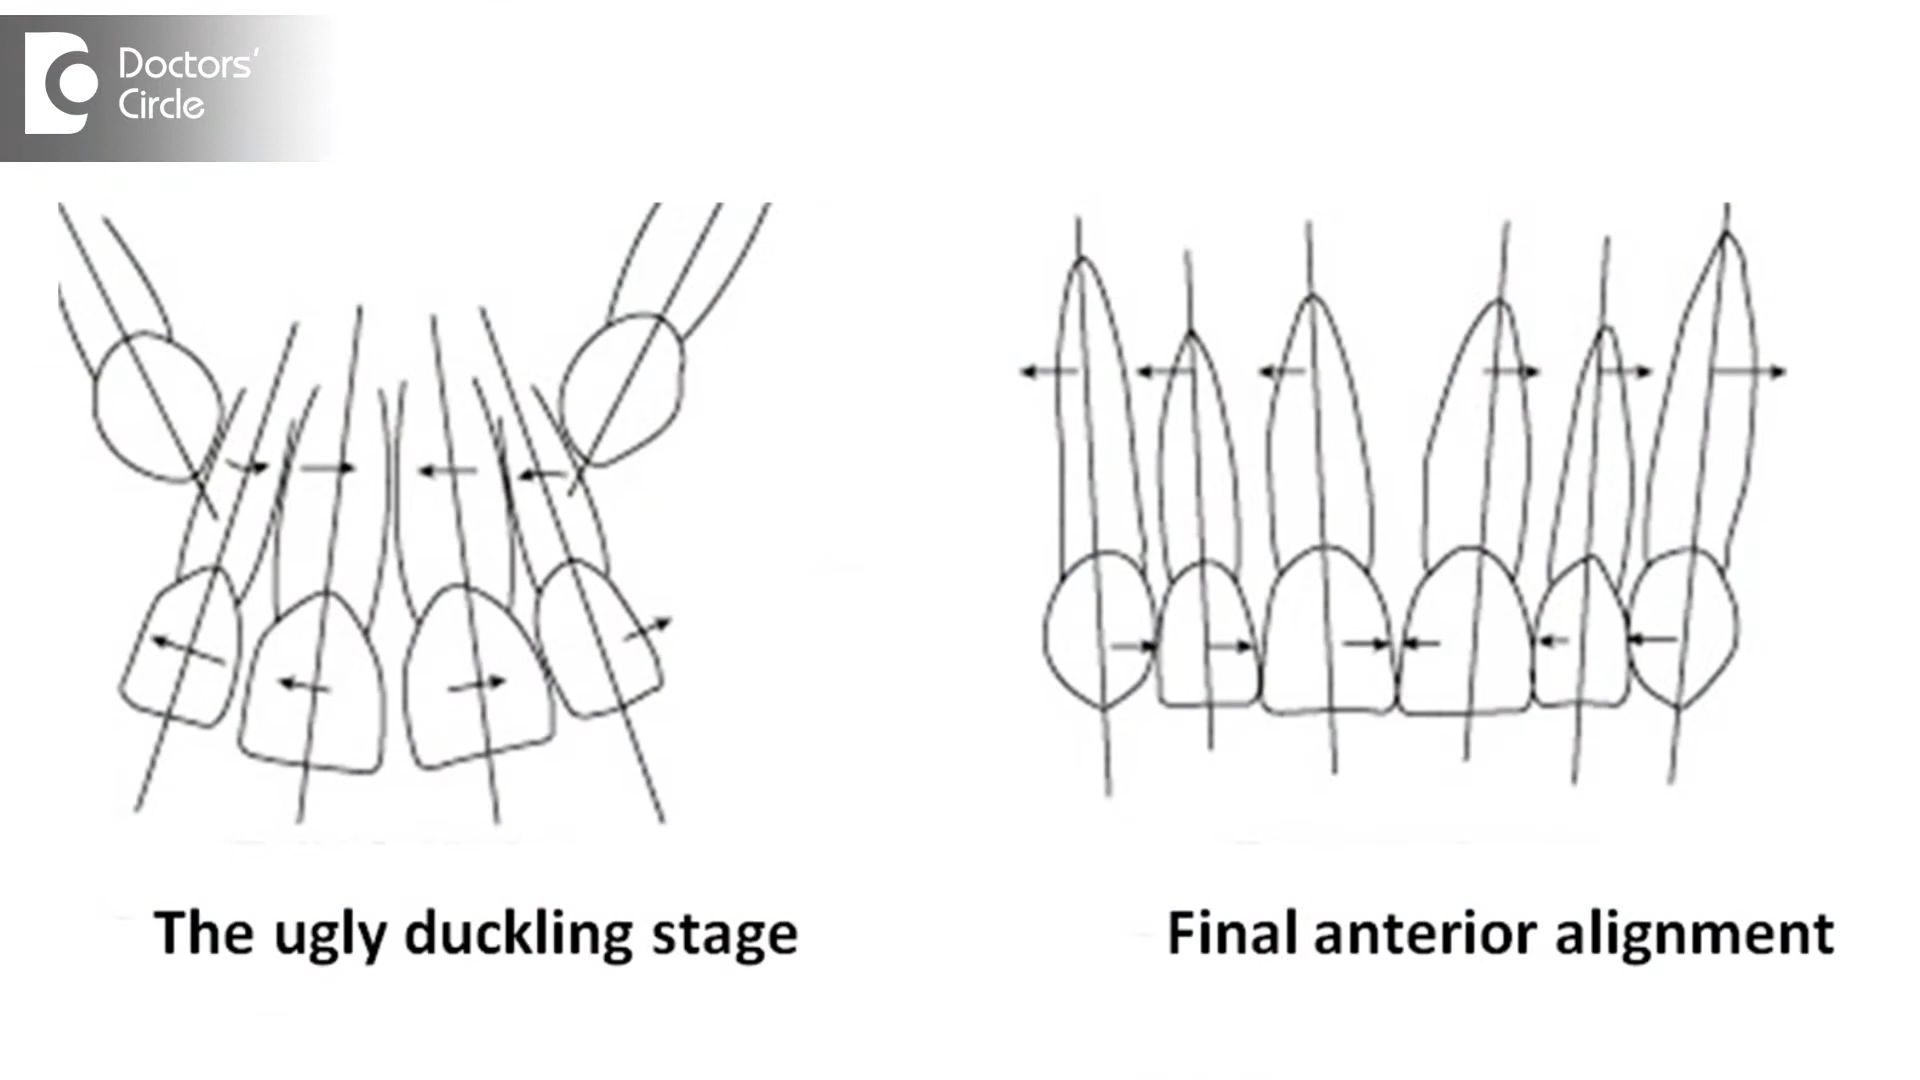 Doctors'
Circle
The ugly duckling stage
Final anterior alignment